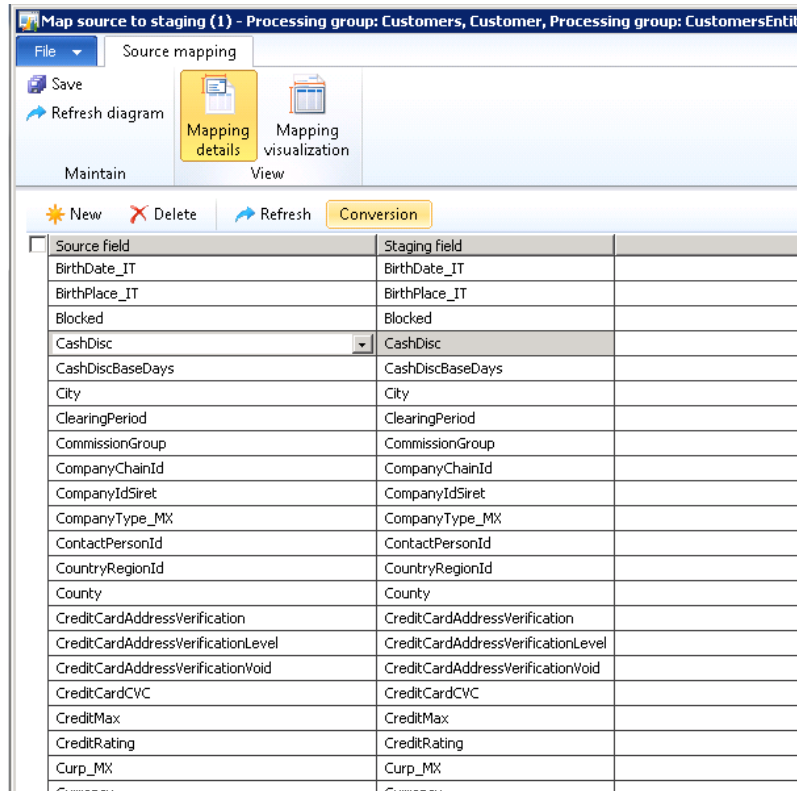 Map source to staging (1) - Processing group: Customers, Customer, Processing group: CustomersEntit
File Source mapping
Save
Refresh diagram
Mapping details
Mapping visualization
Maintain View
New Delete Refresh Conversion
Source field Staging field
BirthDate_IT BirthDate_IT
BirthPlace_IT BirthPlace_IT
Blocked Blocked
CashDisc CashDisc
CashDiscBaseDays CashDiscBaseDays
City City
ClearingPeriod ClearingPeriod
CommissionGroup CommissionGroup
CompanyChainId CompanyChainId
CompanyIdSiret CompanyIdSiret
CompanyType_MX CompanyType_MX
ContactPersonId ContactPersonId
CountryRegionId CountryRegionId
County County
CreditCardAddressVerification CreditCardAddressVerification
CreditCardAddressVerificationLevel CreditCardAddressVerificationLevel
CreditCardAddressVerificationVoid CreditCardAddressVerificationVoid
CreditCardCVC CreditCardCVC
CreditMax CreditMax
CreditRating CreditRating
Curp_MX Curp_MX